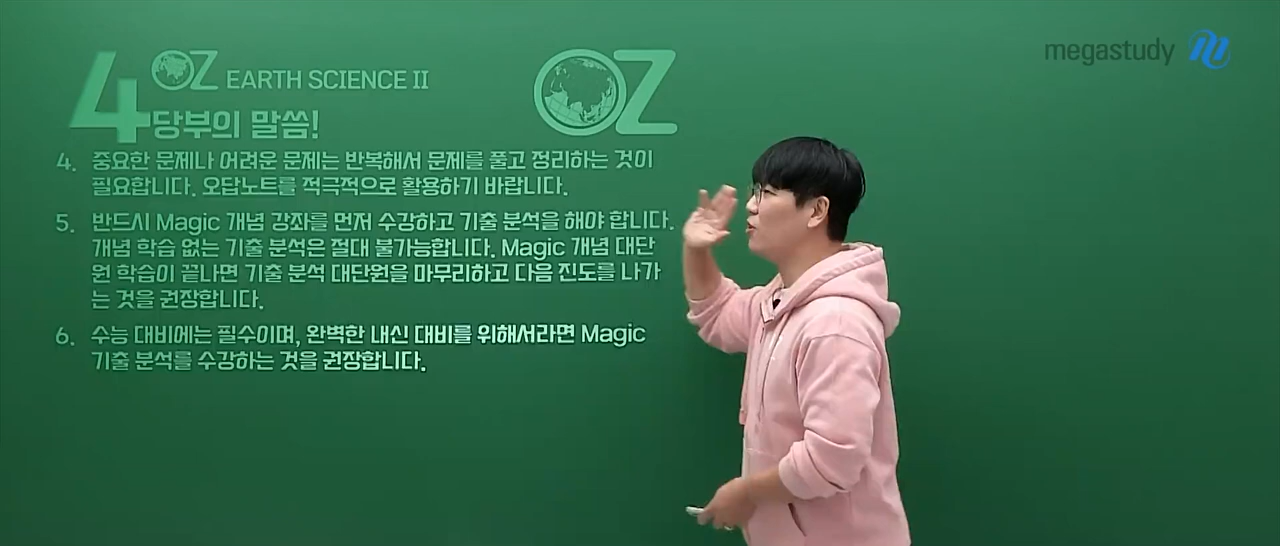 megastudy
4
OZ EARTH SCIENCE II
당부의 말씀!
OZ
4. 중요한 문제나 어려운 문제는 반복해서 문제를 풀고 정리하는 것이
필요합니다. 오답노트를 적극적으로 활용하기 바랍니다.
5. 반드시 Magic 개념 강좌를 먼저 수강하고 기출 분석을 해야 합니다.
개념 학습 없는 기출 분석은 절대 불가능합니다. Magic 개념 대단
원 학습이 끝나면 기출 분석 대단원을 마무리하고 다음 진도를 나가
는 것을 권장합니다.
6. 수능 대비에는 필수이며, 완벽한 내신 대비를 위해서라면 Magic
기출 분석를 수강하는 것을 권장합니다.